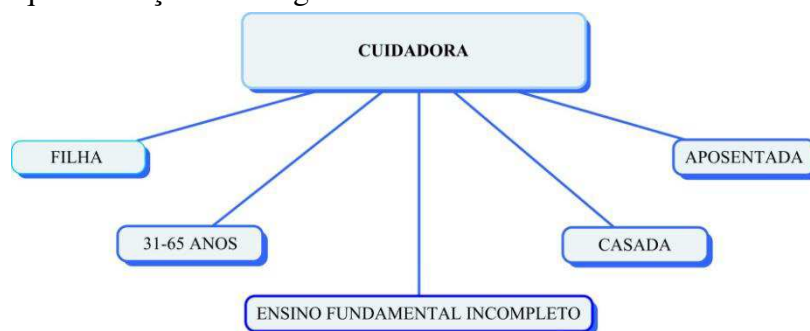 CUIDADORA
FILHA
APOSENTADA
31-65 ANOS
CASADA
ENSINO FUNDAMENTAL INCOMPLETO